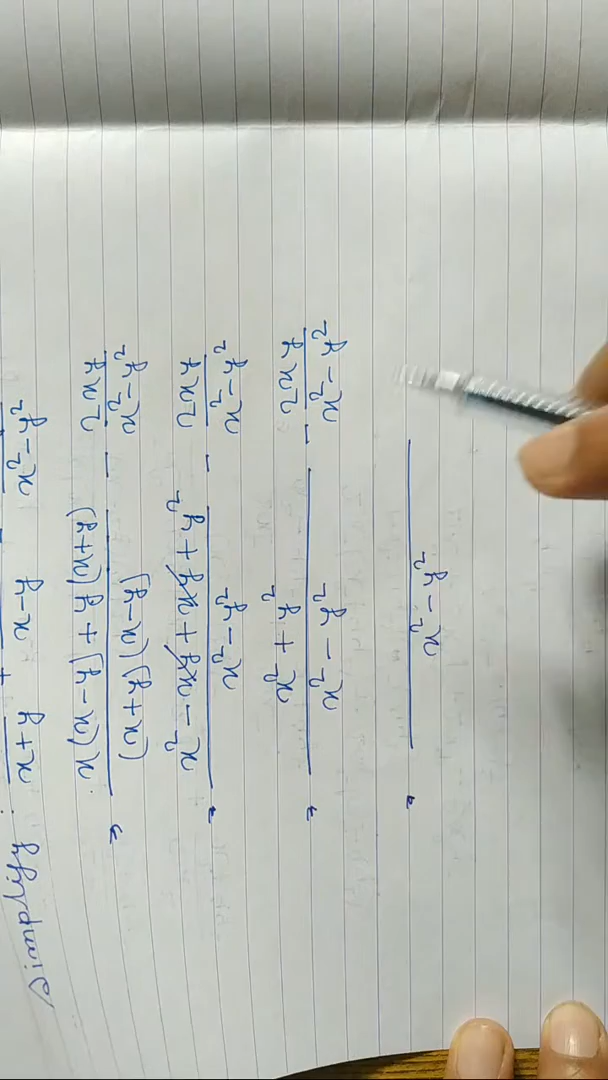 Simplify : + -
x+y x-y x²-y²
= x(x-y) + y(x+y) - 2xy
(x+y)(x-y) x²-y²
= x² - xy + xy + y² - 2xy
x²-y² x²-y²
= x² + y² - 2xy
x² - y² x² - y²
=
x² - y²